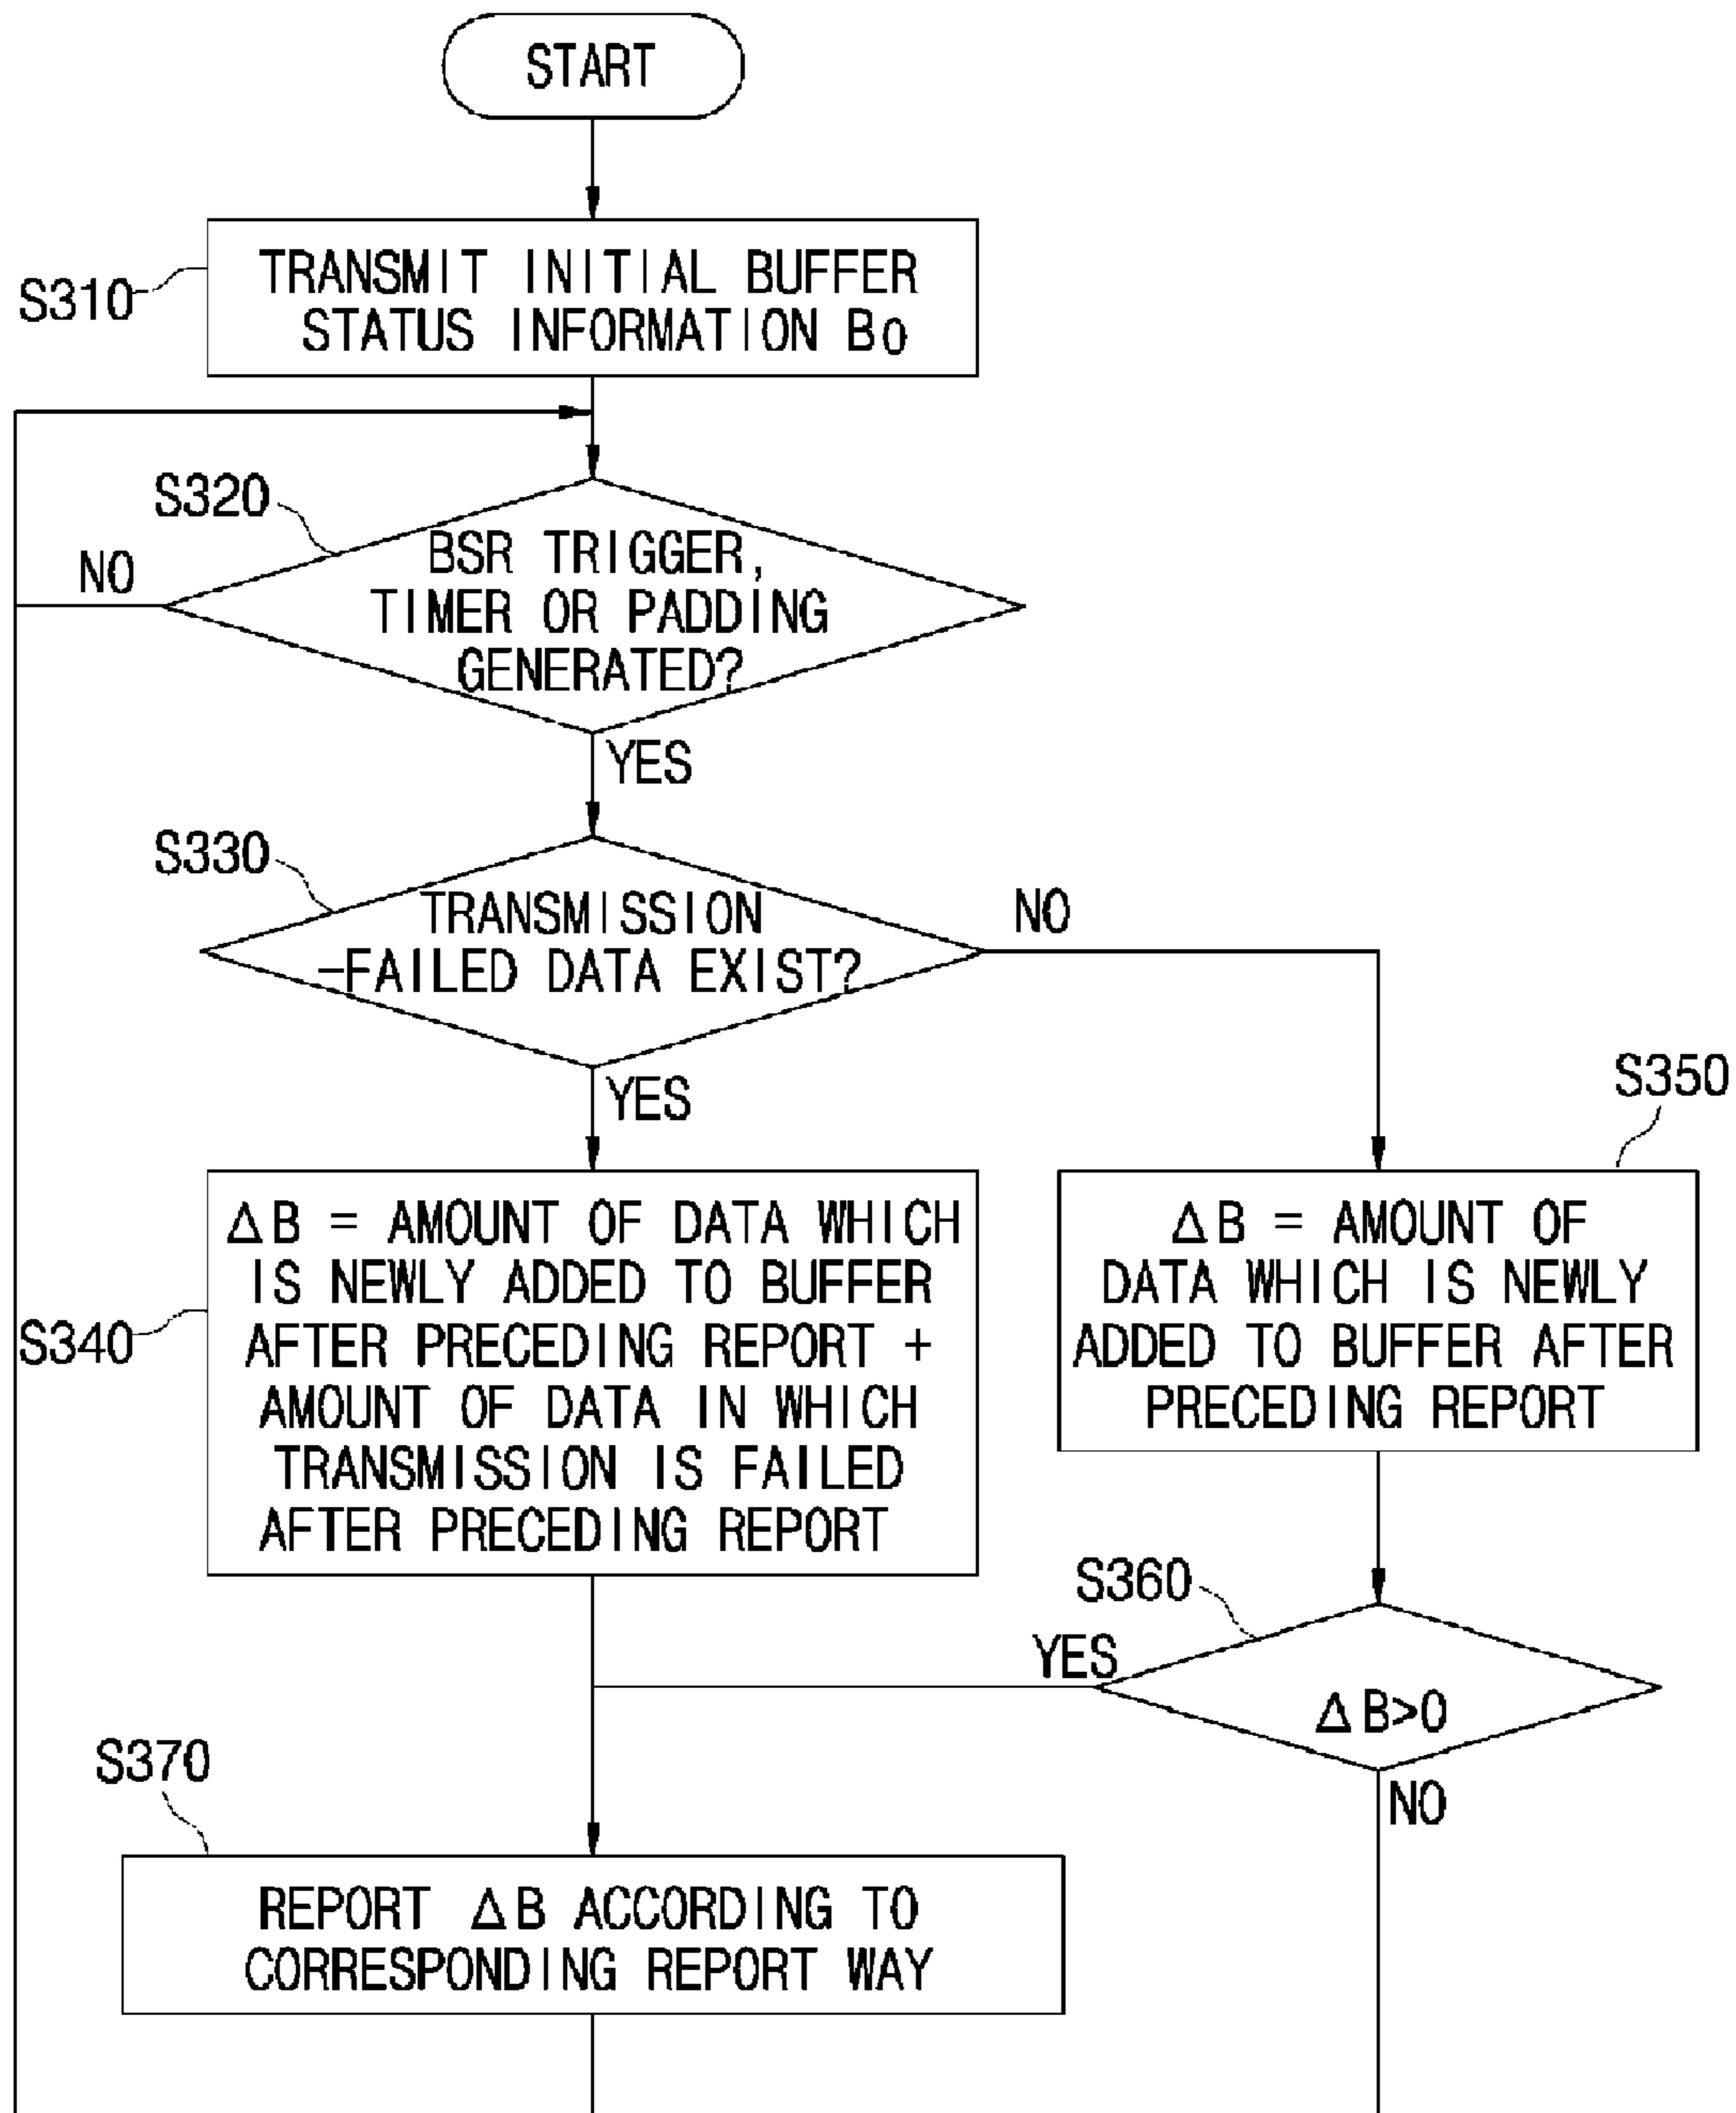 START
S310
TRANSMIT INITIAL BUFFER
STATUS INFORMATION B0
S320
NO
BSR TRIGGER,
TIMER OR PADDING
GENERATED?
YES
S330
TRANSMISSION
-FAILED DATA EXIST?
NO
YES
S340
ΔB = AMOUNT OF DATA WHICH
IS NEWLY ADDED TO BUFFER
AFTER PRECEDING REPORT +
AMOUNT OF DATA IN WHICH
TRANSMISSION IS FAILED
AFTER PRECEDING REPORT
S350
ΔB = AMOUNT OF
DATA WHICH IS NEWLY
ADDED TO BUFFER AFTER
PRECEDING REPORT
S360
YES
ΔB>0
NO
S370
REPORT ΔB ACCORDING TO
CORRESPONDING REPORT WAY